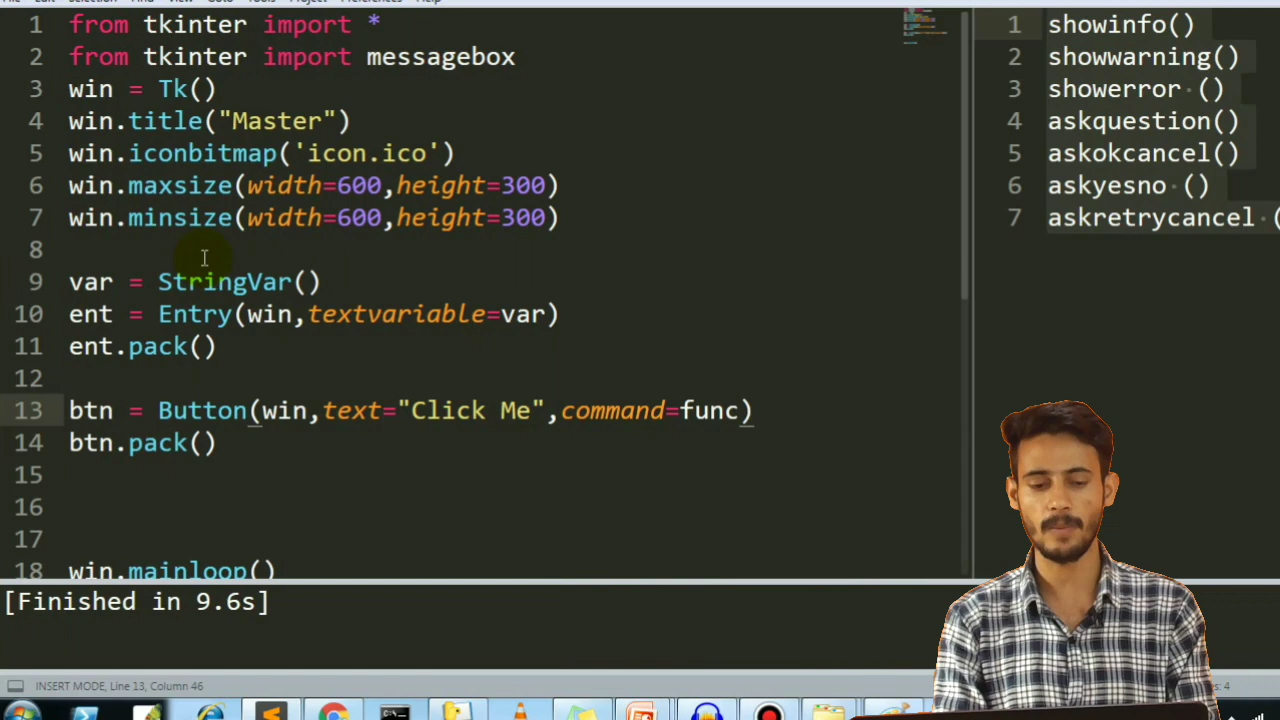 1 from tkinter import *
2 from tkinter import messagebox
3 win = Tk()
4 win.title("Master")
5 win.iconbitmap('icon.ico')
6 win.maxsize(width=600,height=300)
7 win.minsize(width=600,height=300)
8
9 var = StringVar()
10 ent = Entry(win,textvariable=var)
11 ent.pack()
12
13 btn = Button(win,text="Click Me",command=func)
14 btn.pack()
15
16
17
18 win.mainloop()
1 showinfo()
2 showwarning()
3 showerror ()
4 askquestion()
5 askokcancel()
6 askyesno ()
7 askretrycancel (
[Finished in 9.6s]
INSERT MODE, Line 13, Column 46